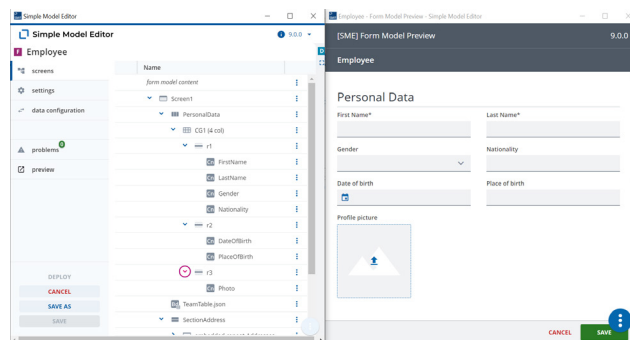 Simple Model Editor
Simple Model Editor
9.0.0
F Employee
D
screens
settings
data configuration
problems 0
preview
DEPLOY
CANCEL
SAVE AS
SAVE
Name
form model content
Screen1
PersonalData
CG1 (4 col)
r1
FirstName
LastName
Gender
Nationality
r2
DateOfBirth
PlaceOfBirth
r3
Photo
TeamTable.json
SectionAddress
Employee - Form Model Preview - Simple Model Editor
[SME] Form Model Preview
9.0.0
Employee
Personal Data
First Name*
Last Name*
Gender
Nationality
Date of birth
Place of birth
Profile picture
CANCEL
SAVE